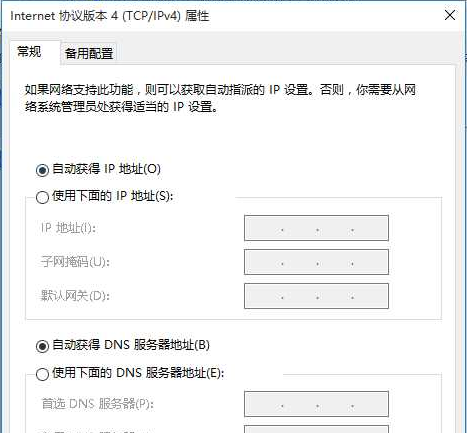 Internet 协议版本 4 (TCP/IPv4) 属性
常规
备用配置
如果网络支持此功能，则可以获取自动指派的 IP 设置。否则，你需要从网
络系统管理员处获得适当的 IP 设置。
自动获得 IP 地址(O)
使用下面的 IP 地址(S):
IP 地址(I):
子网掩码(U):
默认网关(D):
自动获得 DNS 服务器地址(B)
使用下面的 DNS 服务器地址(E):
首选 DNS 服务器(P):